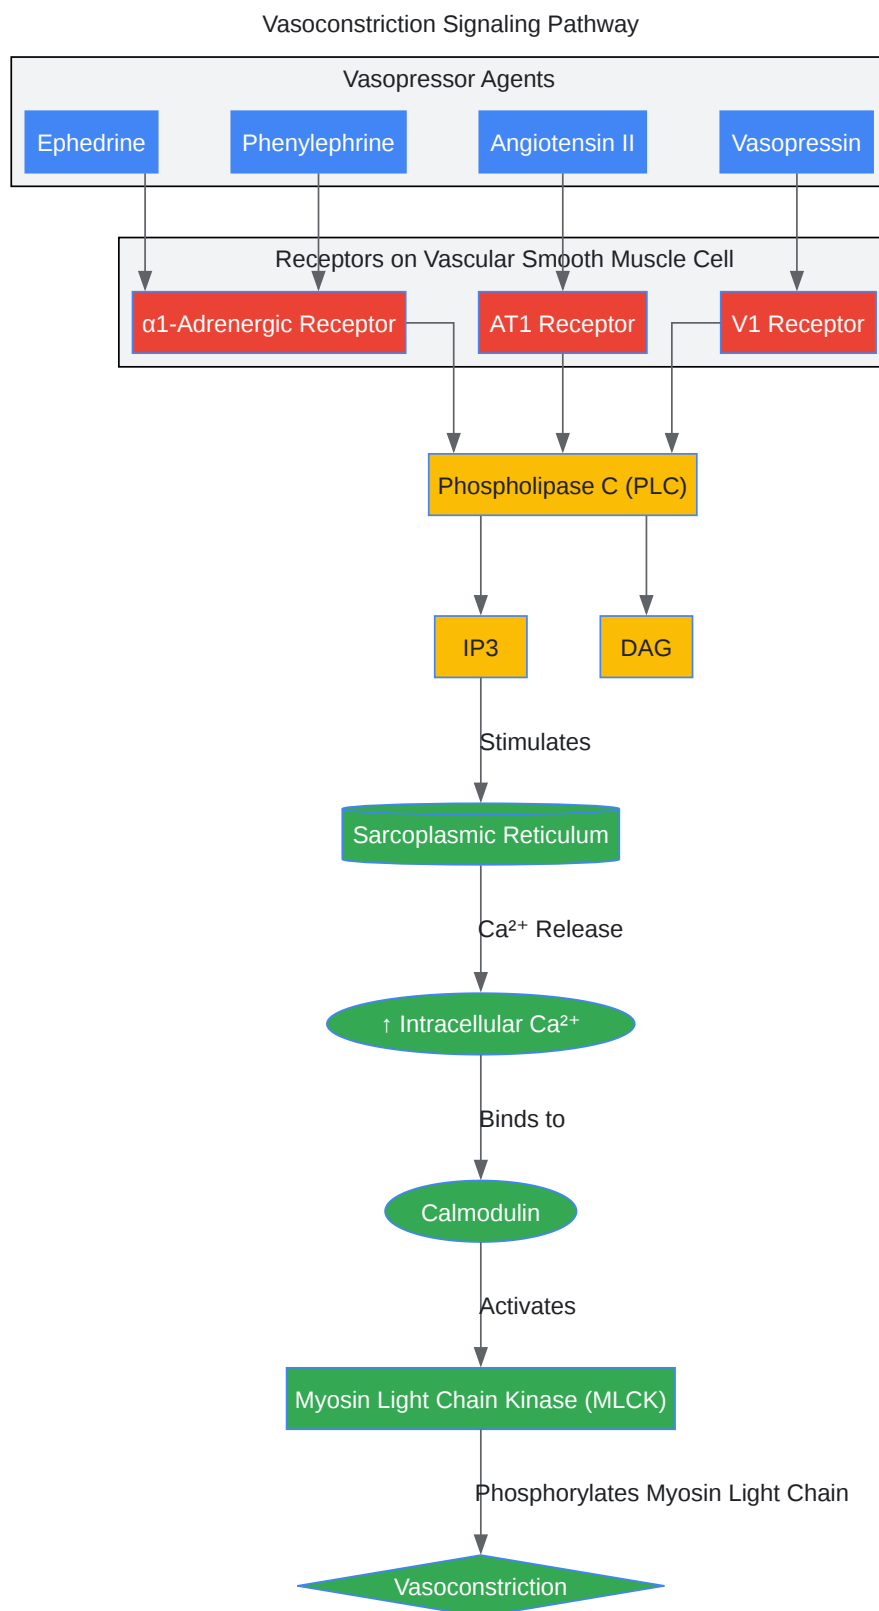 Vasoconstriction Signaling Pathway
Vasopressor Agents
Ephedrine
Phenylephrine
Angiotensin II
Vasopressin
Receptors on Vascular Smooth Muscle Cell
α1-Adrenergic Receptor
AT1 Receptor
V1 Receptor
Phospholipase C (PLC)
IP3
DAG
Stimulates
Sarcoplasmic Reticulum
Ca²⁺ Release
↑ Intracellular Ca²⁺
Binds to
Calmodulin
Activates
Myosin Light Chain Kinase (MLCK)
Phosphorylates Myosin Light Chain
Vasoconstriction